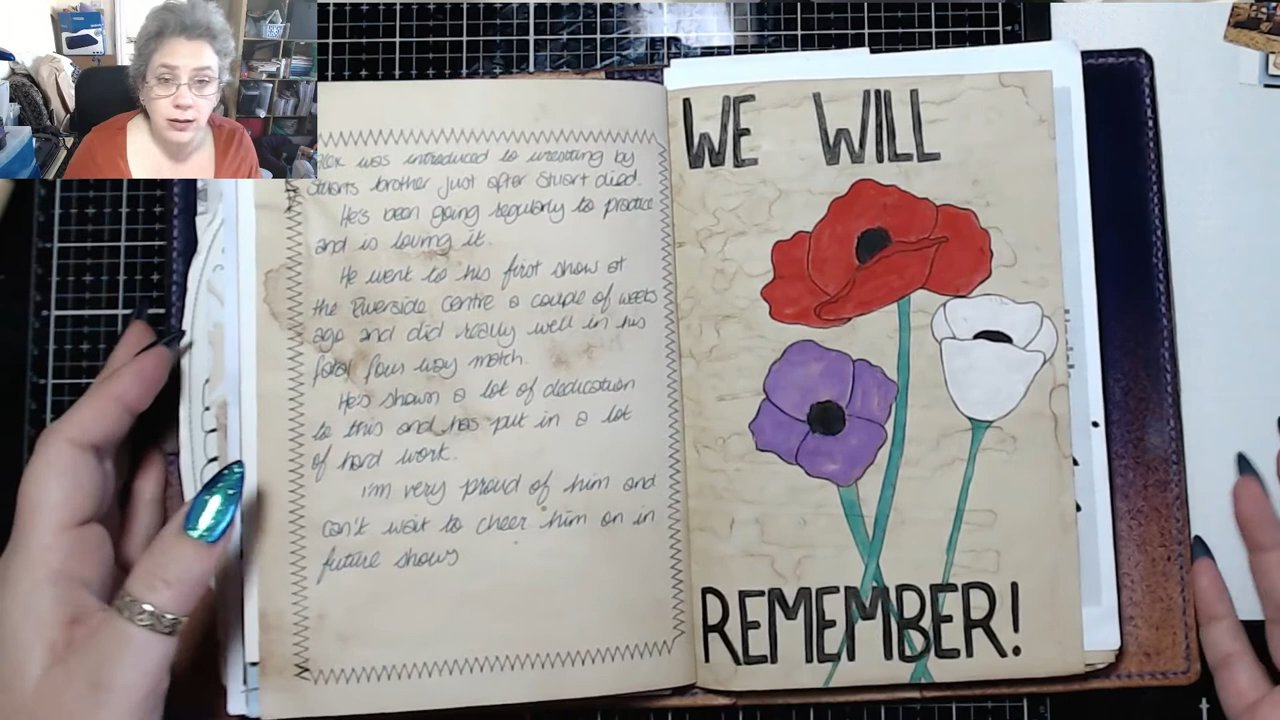 Alex was introduced to wrestling by
Stuarts brother just after Stuart died.
He's been going regularly to practice
and is loving it.
He went to his first show at
the Riverside Centre a couple of weeks
ago and did really well in his
fatal four way match.
He's shown a lot of dedication
to this and has put in a lot
of hard work.
I'm very proud of him and
can't wait to cheer him on in
future shows
WE WILL
REMEMBER!